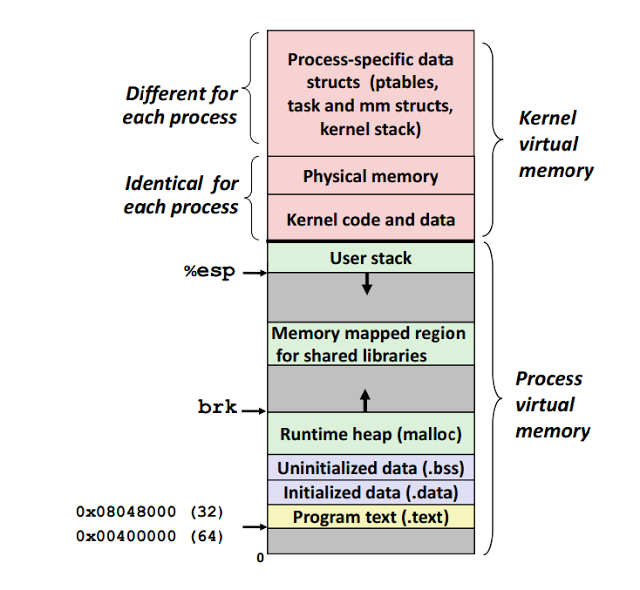 Process-specific data
structs (ptables,
task and mm structs,
kernel stack)
Different for
each process
Kernel
virtual
memory
Physical memory
Identical for
each process
Kernel code and data
User stack
%esp
Memory mapped region
for shared libraries
Process
virtual
memory
brk
Runtime heap (malloc)
Uninitialized data (.bss)
Initialized data (.data)
Program text (.text)
0x08048000 (32)
0x00400000 (64)
0